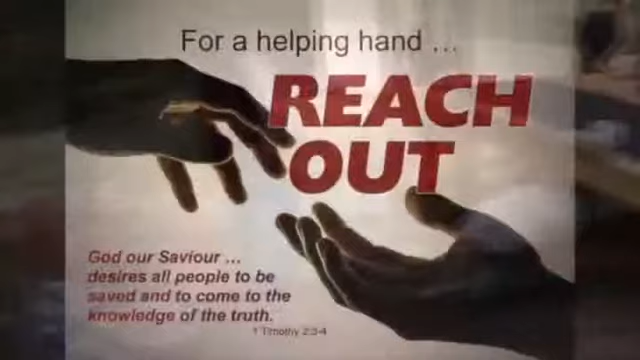 For a helping hand ...
REACH
OUT
God our Saviour ...
desires all people to be
saved and to come to the
knowledge of the truth.
1 Timothy 2:3-4